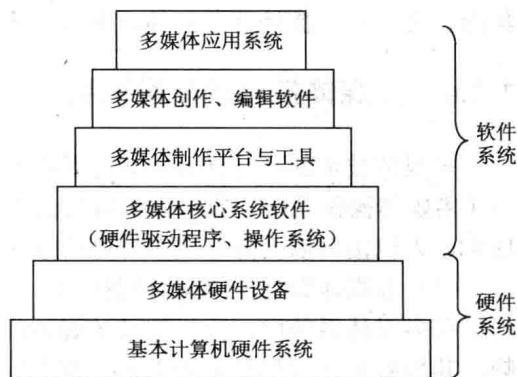 多媒体应用系统
多媒体创作、编辑软件
多媒体制作平台与工具
多媒体核心系统软件
（硬件驱动程序、操作系统）
多媒体硬件设备
基本计算机硬件系统
软件
系统
硬件
系统